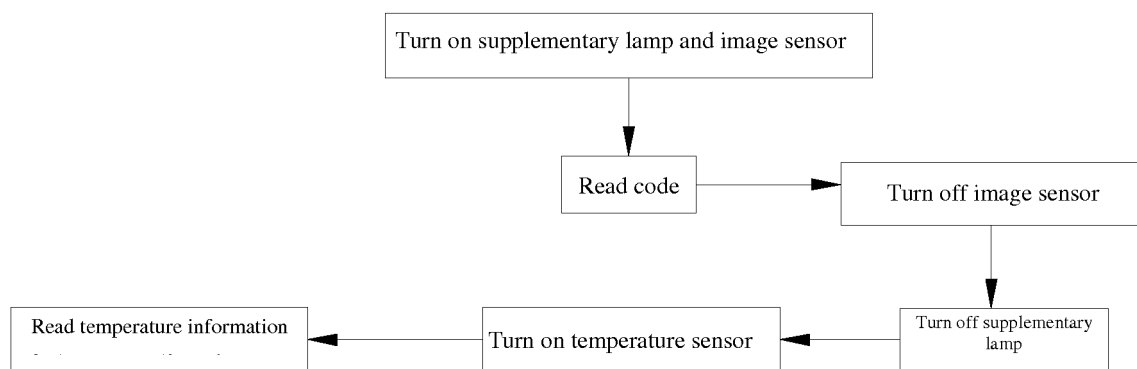 Turn on supplementary lamp and image sensor
Read code
Turn off image sensor
Turn off supplementary
lamp
Turn on temperature sensor
Read temperature information